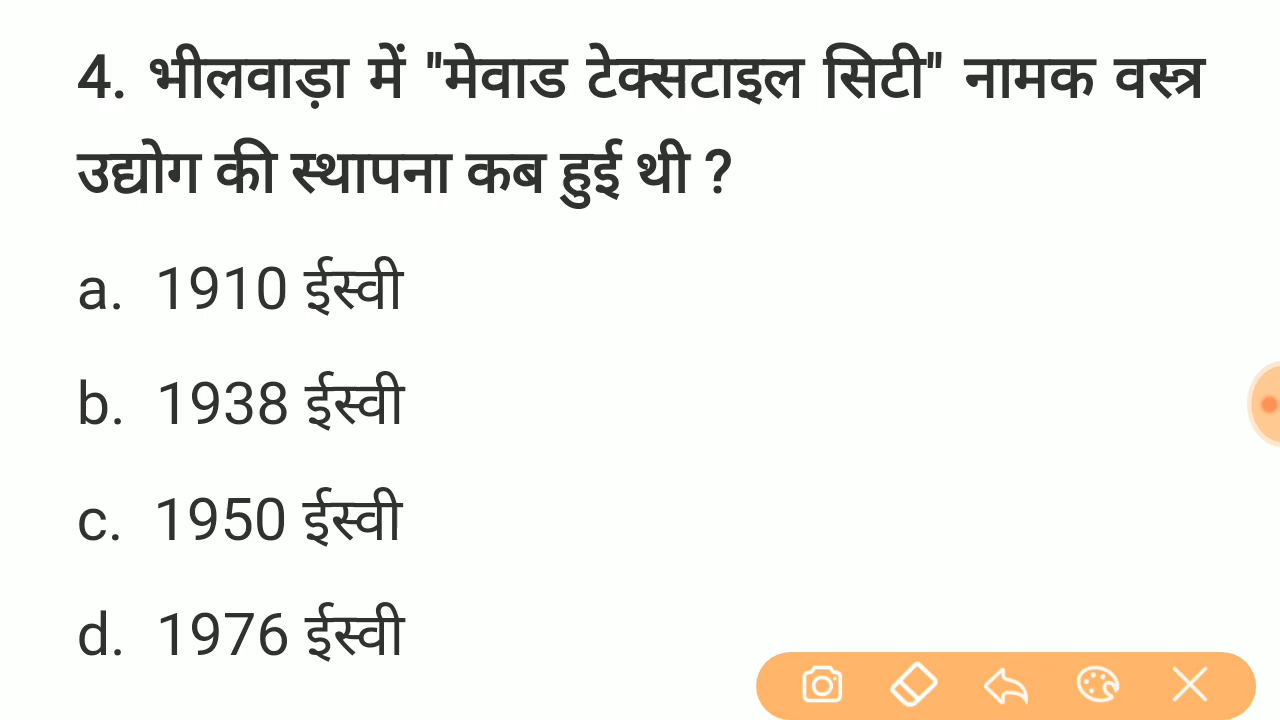 4. भीलवाड़ा में "मेवाड टेक्सटाइल सिटी" नामक वस्त्र
उद्योग की स्थापना कब हुई थी ?
a. 1910 ईस्वी
b. 1938 ईस्वी
c. 1950 ईस्वी
d. 1976 ईस्वी